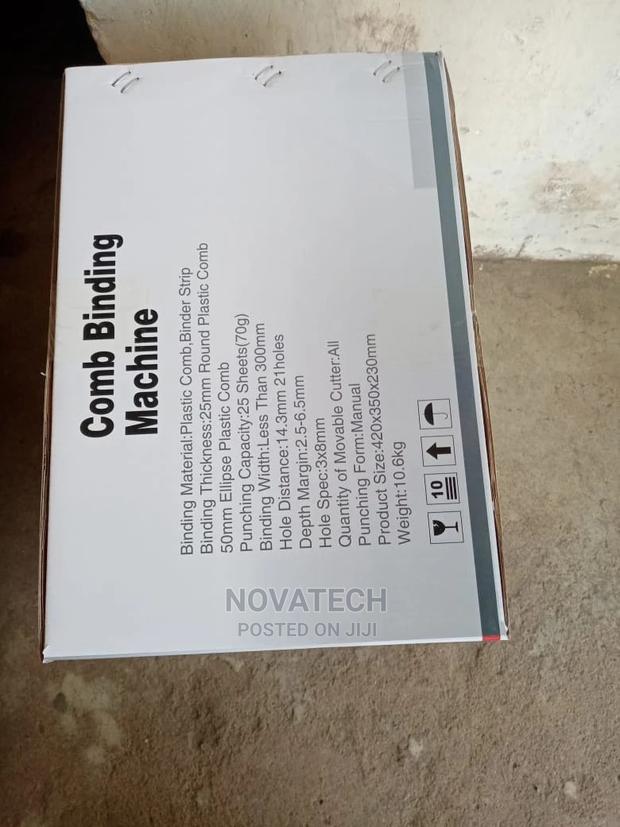 Comb Binding
Machine
Binding Material:Plastic Comb,Binder Strip
Binding Thickness:25mm Round Plastic Comb
50mm Ellipse Plastic Comb
Punching Capacity:25 Sheets(70g)
Binding Width:Less Than 300mm
Hole Distance:14.3mm 21holes
Depth Margin:2.5-6.5mm
Hole Spec:3x8mm
Quantity of Movable Cutter:All
Punching Form:Manual
Product Size:420x350x230mm
Weight:10.6kg
10
NOVATECH
POSTED ON JIJI